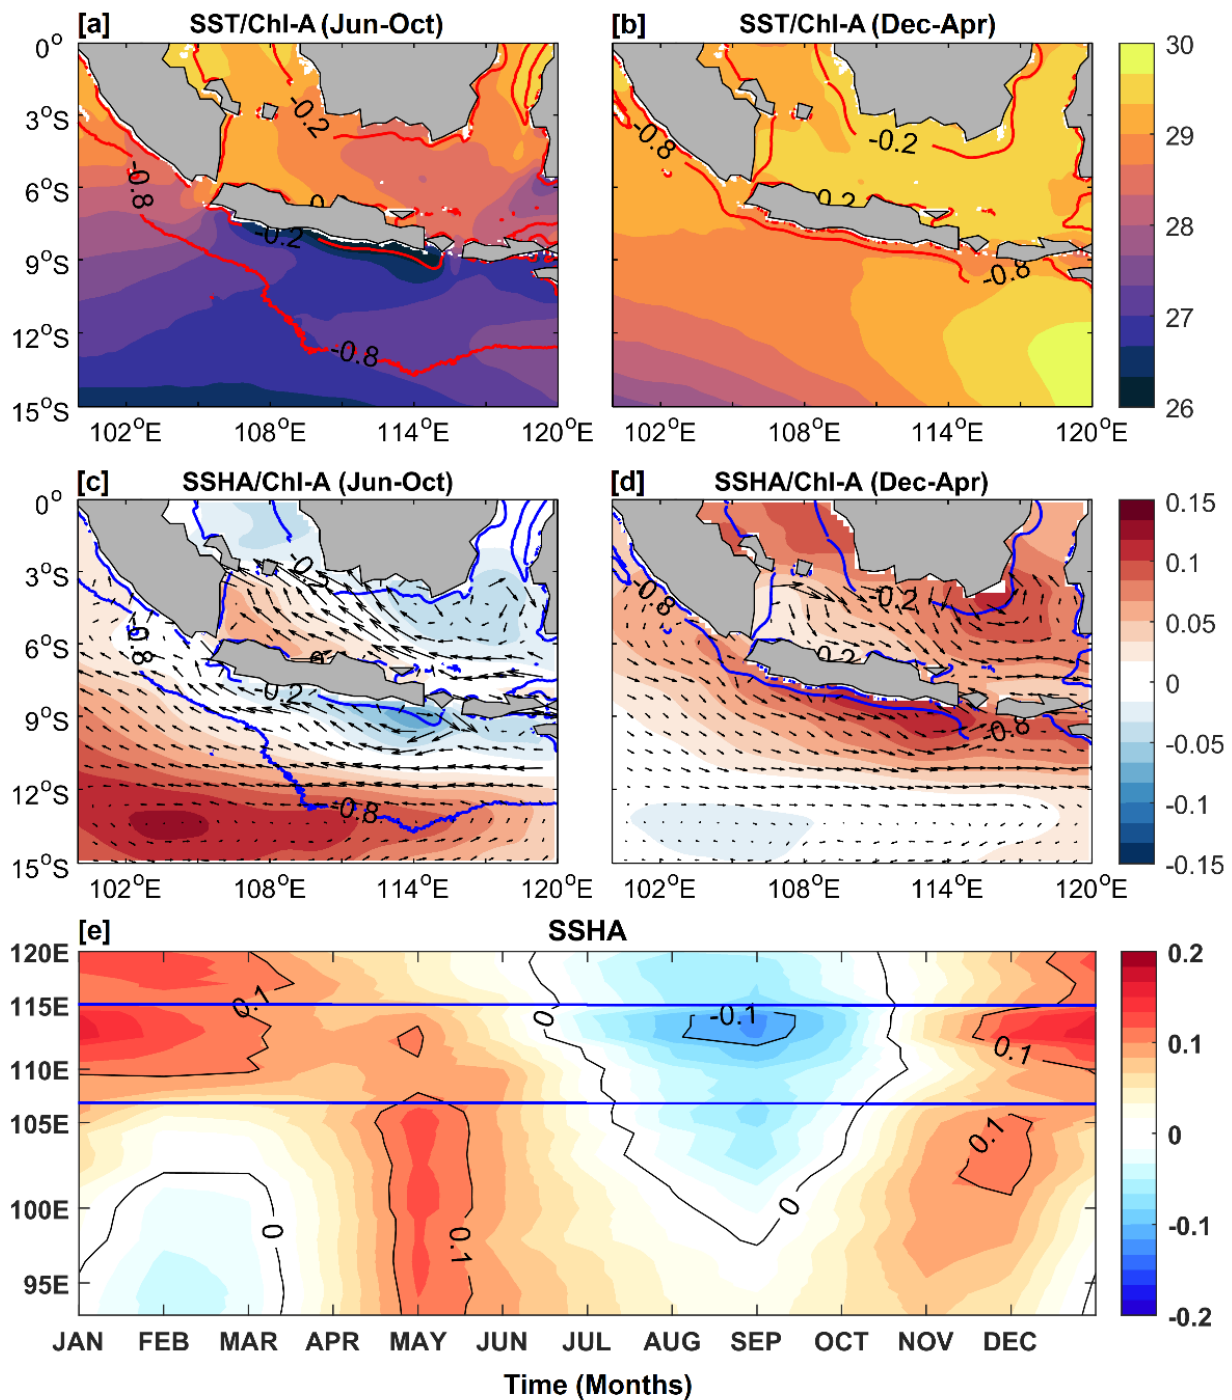 [a] SST/Chl-A (Jun-Oct)
[b] SST/Chl-A (Dec-Apr)
0°
3°S
6°S
9°S
12°S
15°S
-0.2
-0.8
-0.2
-0.8
102°E 108°E 114°E 120°E
-0.8
-0.2
-0.2
-0.8
102°E 108°E 114°E 120°E
30
29
28
27
26
[c] SSHA/Chl-A (Jun-Oct)
[d] SSHA/Chl-A (Dec-Apr)
0°
3°S
6°S
9°S
12°S
15°S
-0.2
-0.8
102°E 108°E 114°E 120°E
-0.8
-0.2
-0.2
-0.8
102°E 108°E 114°E 120°E
0.15
0.1
0.05
0
-0.05
-0.1
-0.15
[e] SSHA
120E
115E
110E
105E
100E
95E
0.1
0
-0.1
0.1
0.1
0
0.1
0
JAN FEB MAR APR MAY JUN JUL AUG SEP OCT NOV DEC
Time (Months)
0.2
0.1
0
-0.1
-0.2